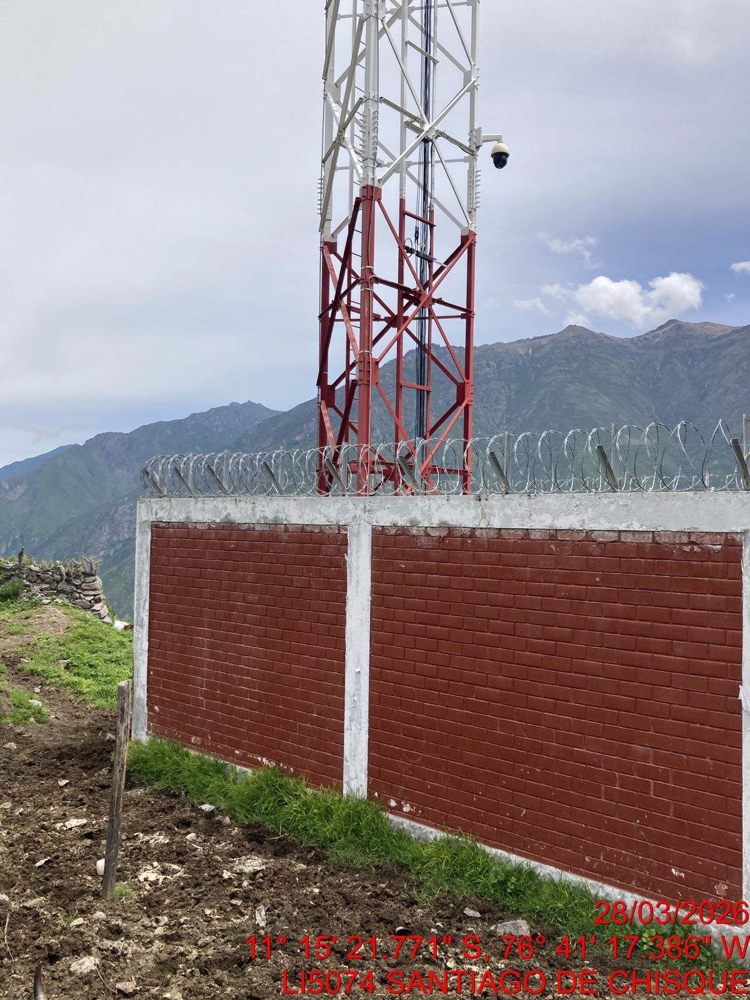 28/03/2026
11° 15' 21.771" S, 76° 41' 17.386" W
LI5074 SANTIAGO DE CHISQUE